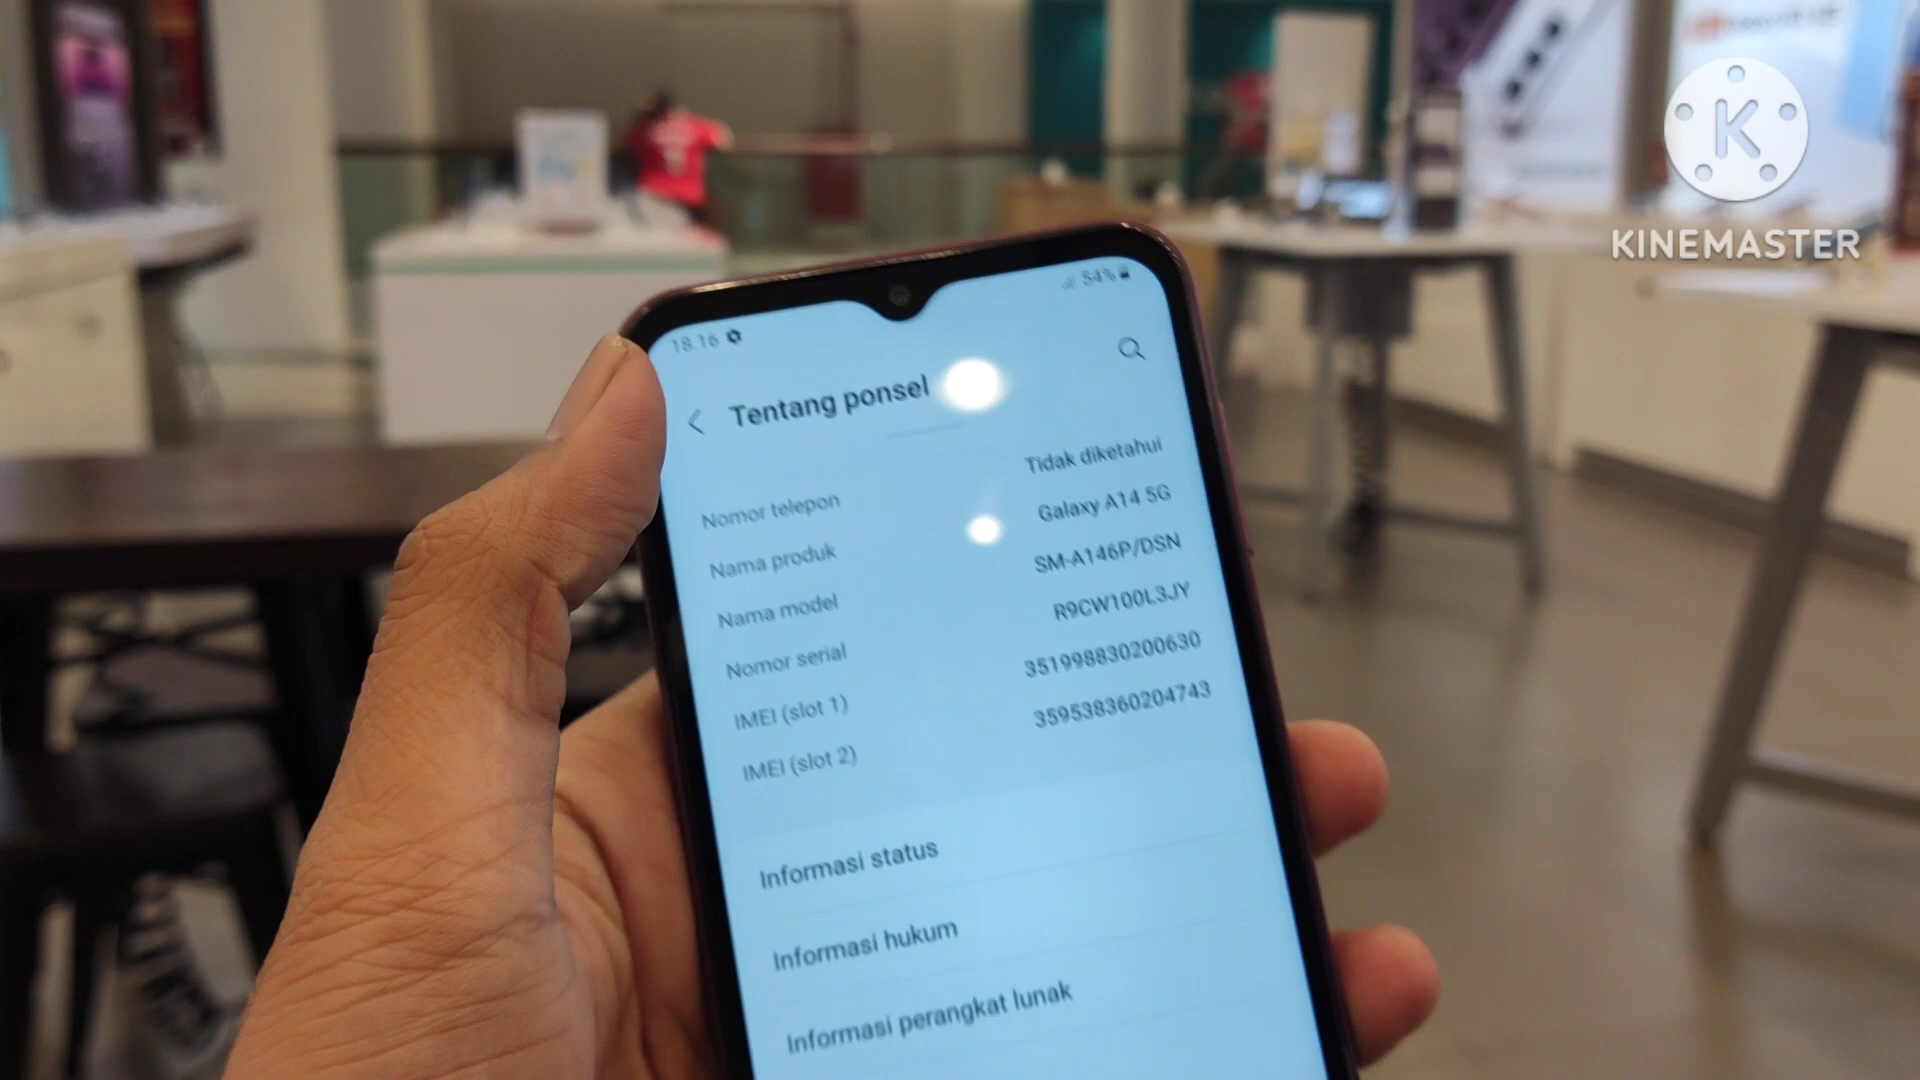 K
KINEMASTER
18.16
54%
Tentang ponsel
Nomor telepon Tidak diketahui
Nama produk Galaxy A14 5G
Nama model SM-A146P/DSN
Nomor serial R9CW100L3JY
IMEI (slot 1) 351998830200630
IMEI (slot 2) 359538360204743
Informasi status
Informasi hukum
Informasi perangkat lunak